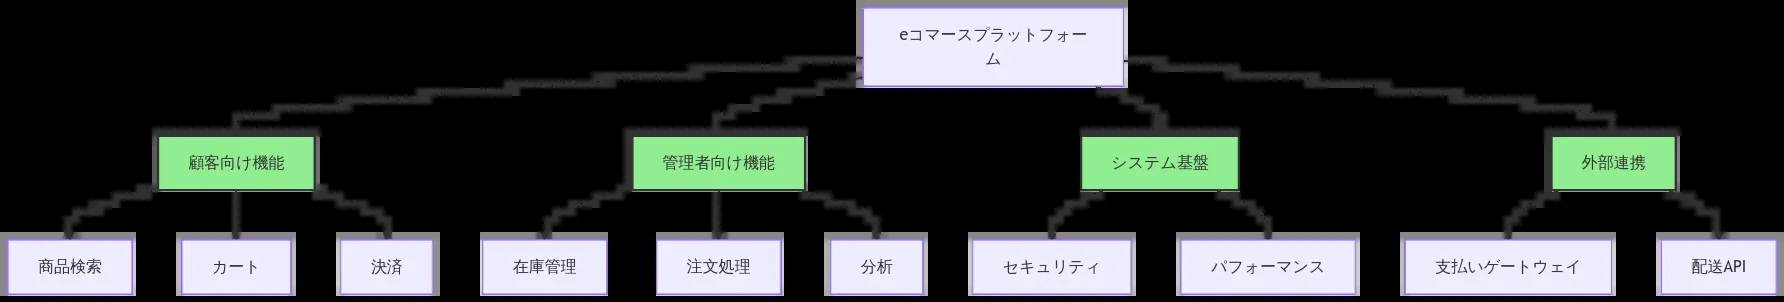 eコマースプラットフォー
ム
顧客向け機能
管理者向け機能
システム基盤
外部連携
商品検索
カート
決済
在庫管理
注文処理
分析
セキュリティ
パフォーマンス
支払いゲートウェイ
配送API